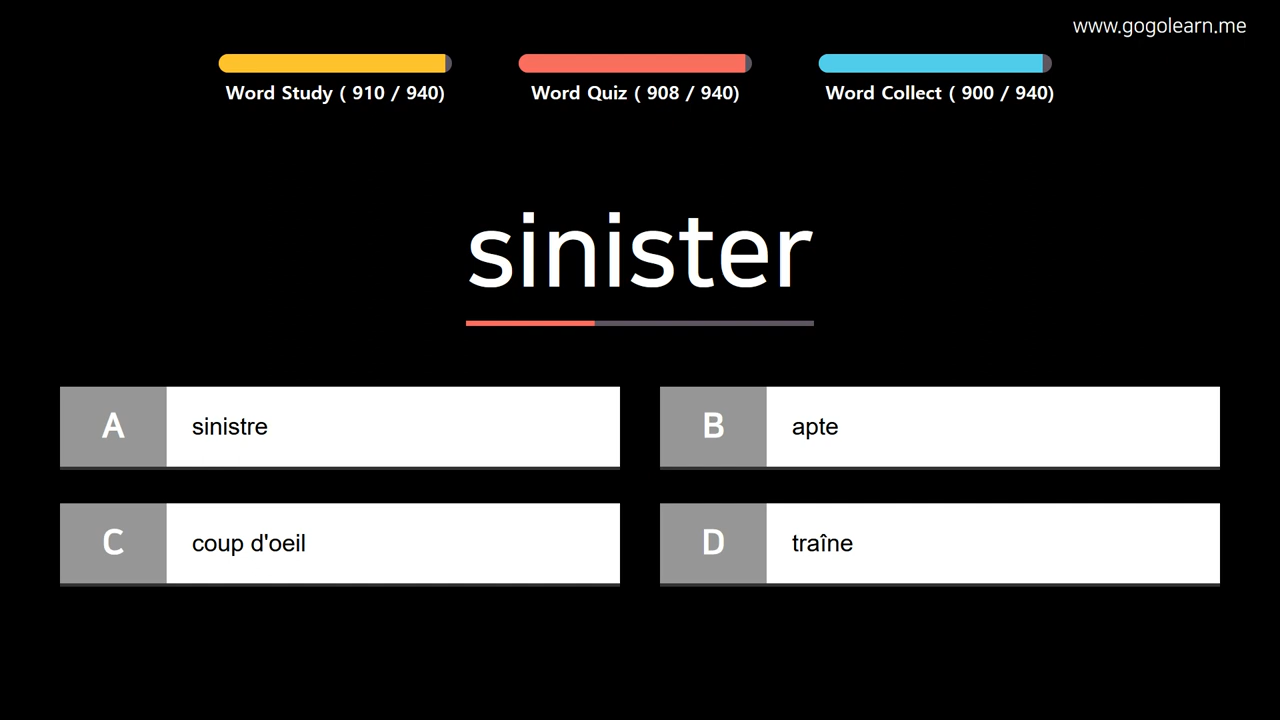 www.gogolearn.me
Word Study ( 910 / 940)
Word Quiz ( 908 / 940)
Word Collect ( 900 / 940)
sinister
A sinistre
B apte
C coup d'oeil
D traîne